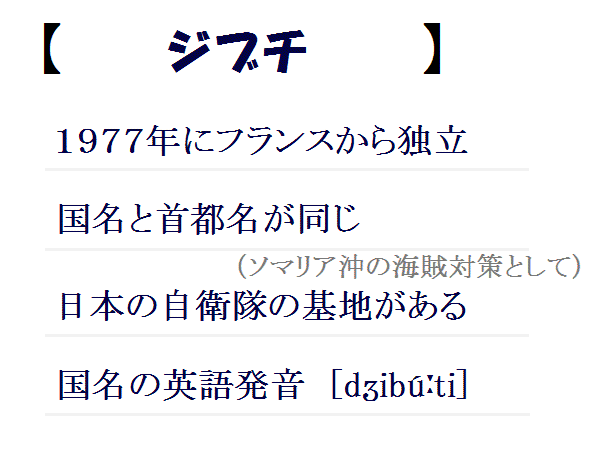 【 ジブチ 】
１９７７年にフランスから独立
国名と首都名が同じ
（ソマリア沖の海賊対策として）
日本の自衛隊の基地がある
国名の英語発音 ［dʒibúːti］